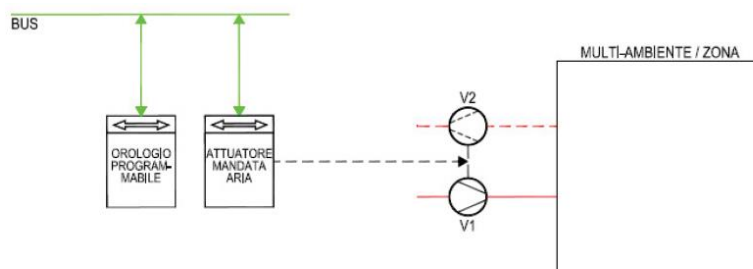 BUS
MULTI-AMBIENTE / ZONA
V2
OROLOGIO
PROGRAM-
MABILE
ATTUATORE
MANDATA
ARIA
V1